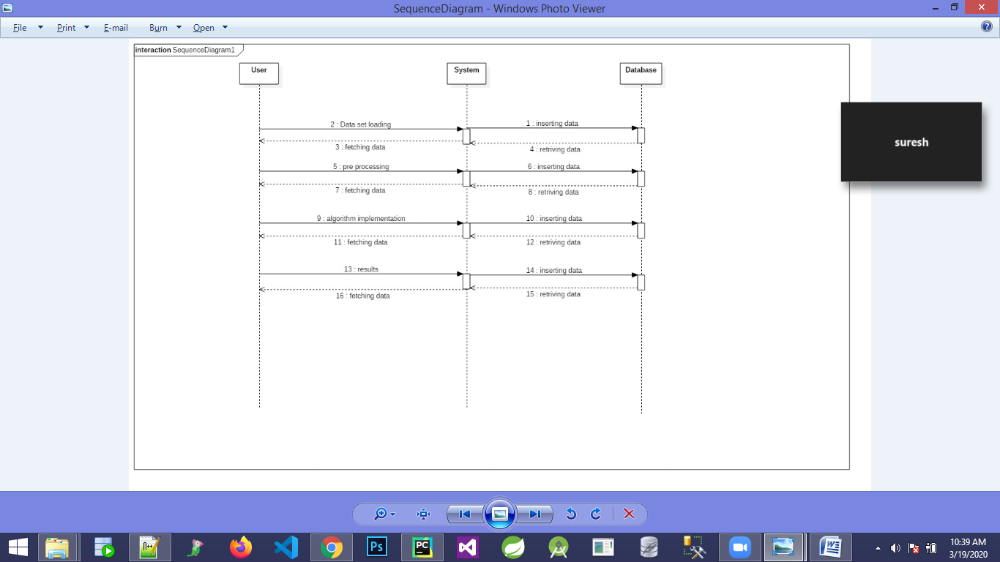 SequenceDiagram - Windows Photo Viewer
File Print E-mail Burn Open
interaction SequenceDiagram1
User System Database
2 : Data set loading 1 : inserting data
3 : fetching data 4 : retriving data
suresh
5 : pre processing 6 : inserting data
7 : fetching data 8 : retriving data
9 : algorithm implementation 10 : inserting data
11 : fetching data 12 : retriving data
13 : results 14 : inserting data
16 : fetching data 15 : retriving data
Ps PC W
10:39 AM
3/19/2020